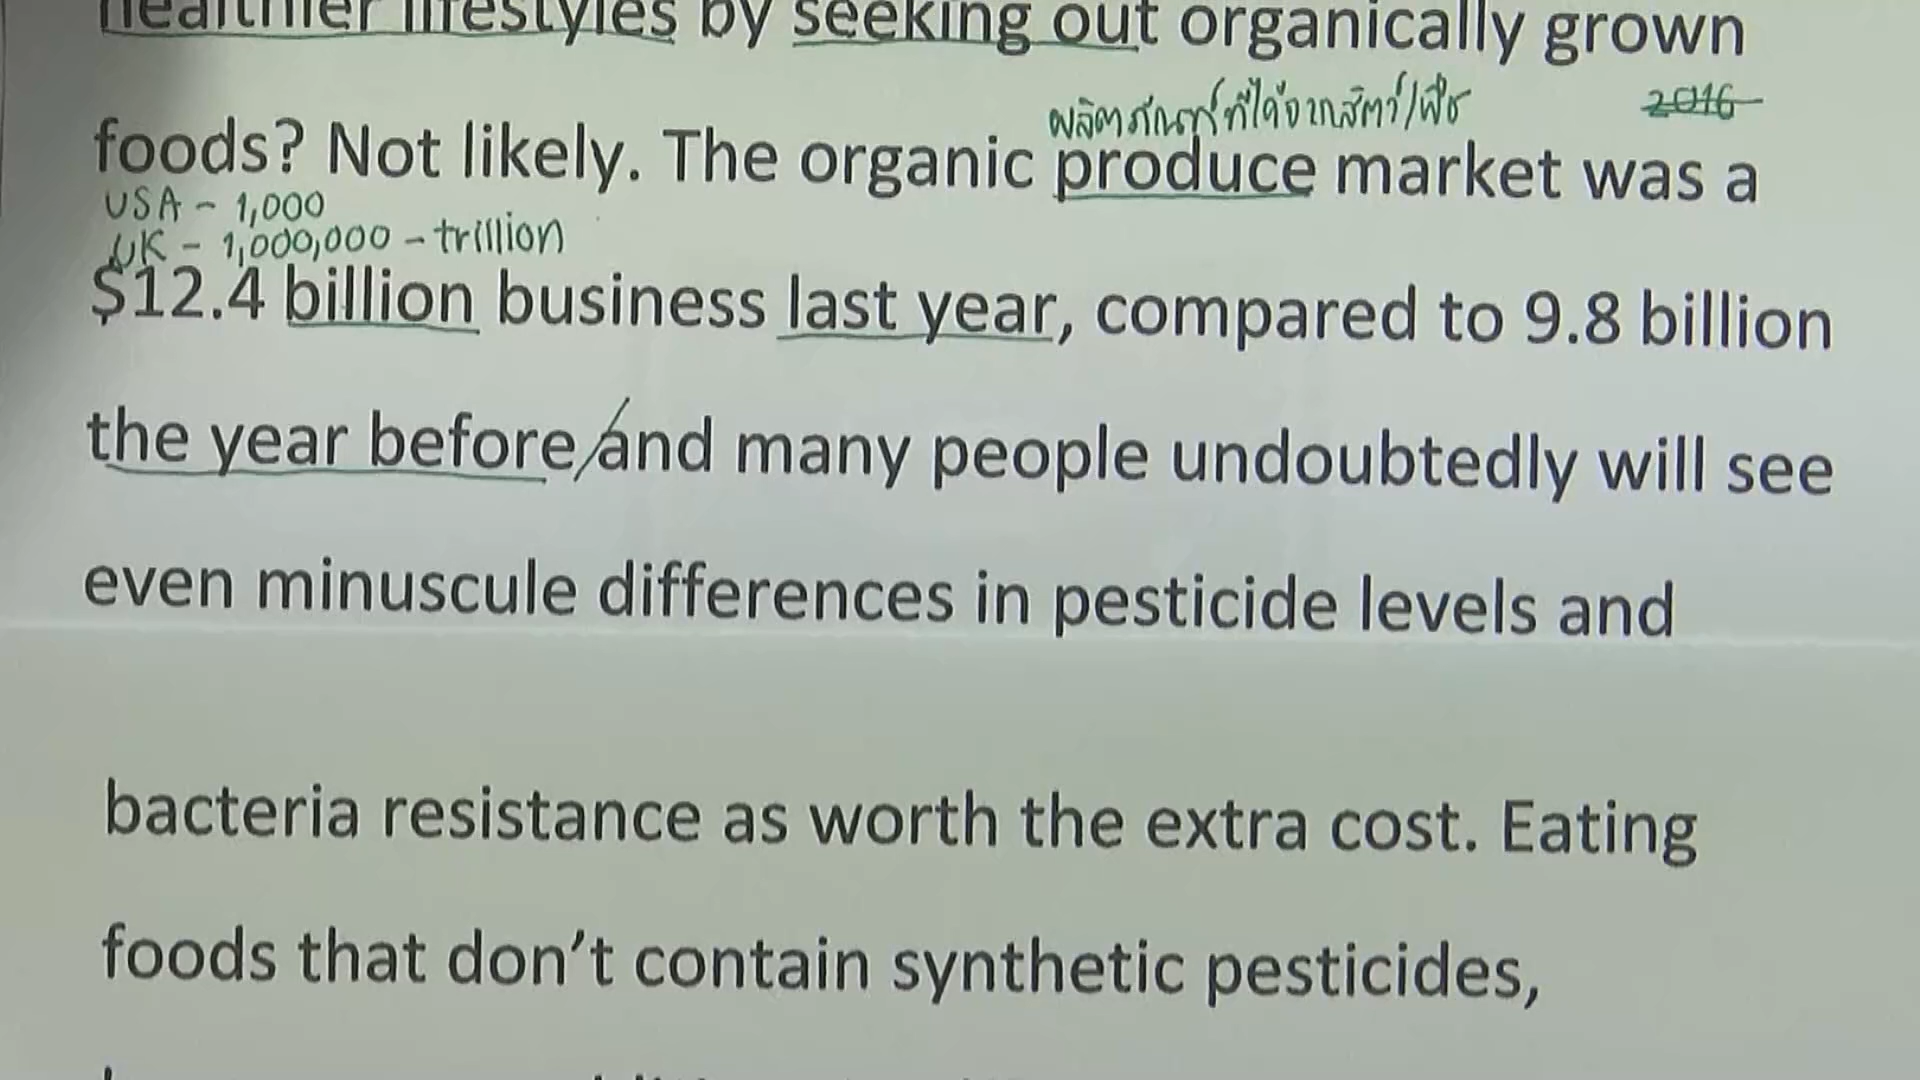 healthier lifestyles by seeking out organically grown
ผลิตภัณฑ์ที่ได้จากสัตว์/พืช 2016
foods? Not likely. The organic produce market was a
USA - 1,000
UK - 1,000,000 - trillion
$12.4 billion business last year, compared to 9.8 billion
the year before/and many people undoubtedly will see
even minuscule differences in pesticide levels and
bacteria resistance as worth the extra cost. Eating
foods that don't contain synthetic pesticides,